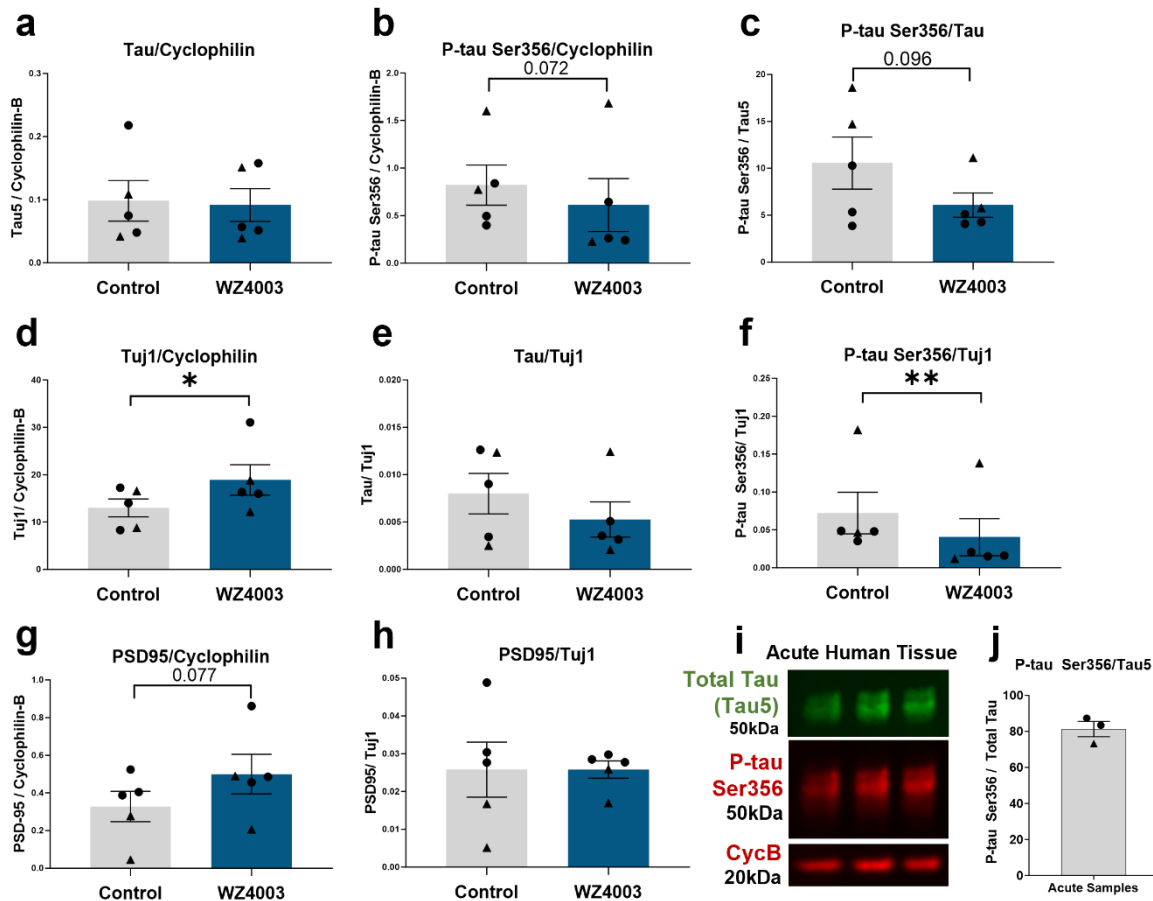 a
Tau/Cyclophilin
Tau5 / Cyclophilin-B
0.3
0.2
0.1
0.0
Control
WZ4003
b
P-tau Ser356/Cyclophilin
0.072
P-tau Ser356 / Cyclophilin-B
2.0
1.5
1.0
0.5
0.0
Control
WZ4003
c
P-tau Ser356/Tau
0.096
P-tau Ser356 / Tau5
20
15
10
5
0
Control
WZ4003
d
Tuj1/Cyclophilin
*
Tuj1/ Cyclophilin-B
40
30
20
10
0
Control
WZ4003
e
Tau/Tuj1
Tau/ Tuj1
0.020
0.015
0.010
0.005
0.000
Control
WZ4003
f
P-tau Ser356/Tuj1
**
P-tau Ser356/ Tuj1
0.25
0.20
0.15
0.10
0.05
0.00
Control
WZ4003
g
PSD95/Cyclophilin
0.077
PSD-95 / Cyclophilin-B
1.0
0.8
0.6
0.4
0.2
0.0
Control
WZ4003
h
PSD95/Tuj1
PSD95/ Tuj1
0.05
0.04
0.03
0.02
0.01
0.00
Control
WZ4003
i
Acute Human Tissue
Total Tau
(Tau5)
50kDa
P-tau
Ser356
50kDa
CycB
20kDa
j
P-tau Ser356/Tau5
P-tau Ser356 / Total Tau
100
80
60
40
20
0
Acute Samples